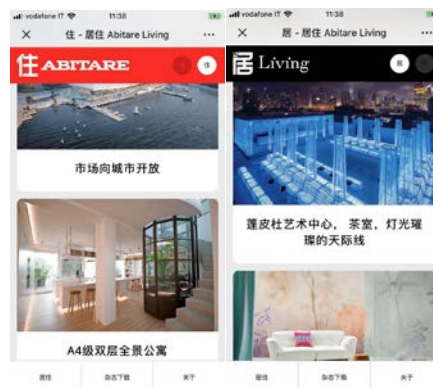 vodafone IT 11:38
住 - 居住 Abitare Living
住 ABITARE
住
市场向城市开放
A4级双层全景公寓
居住 杂志下载 关于
vodafone IT 11:38
居 - 居住 Abitare Living
居 Living
居
蓬皮杜艺术中心， 茶室，灯光璀
璨的天际线
居住 杂志下载 关于